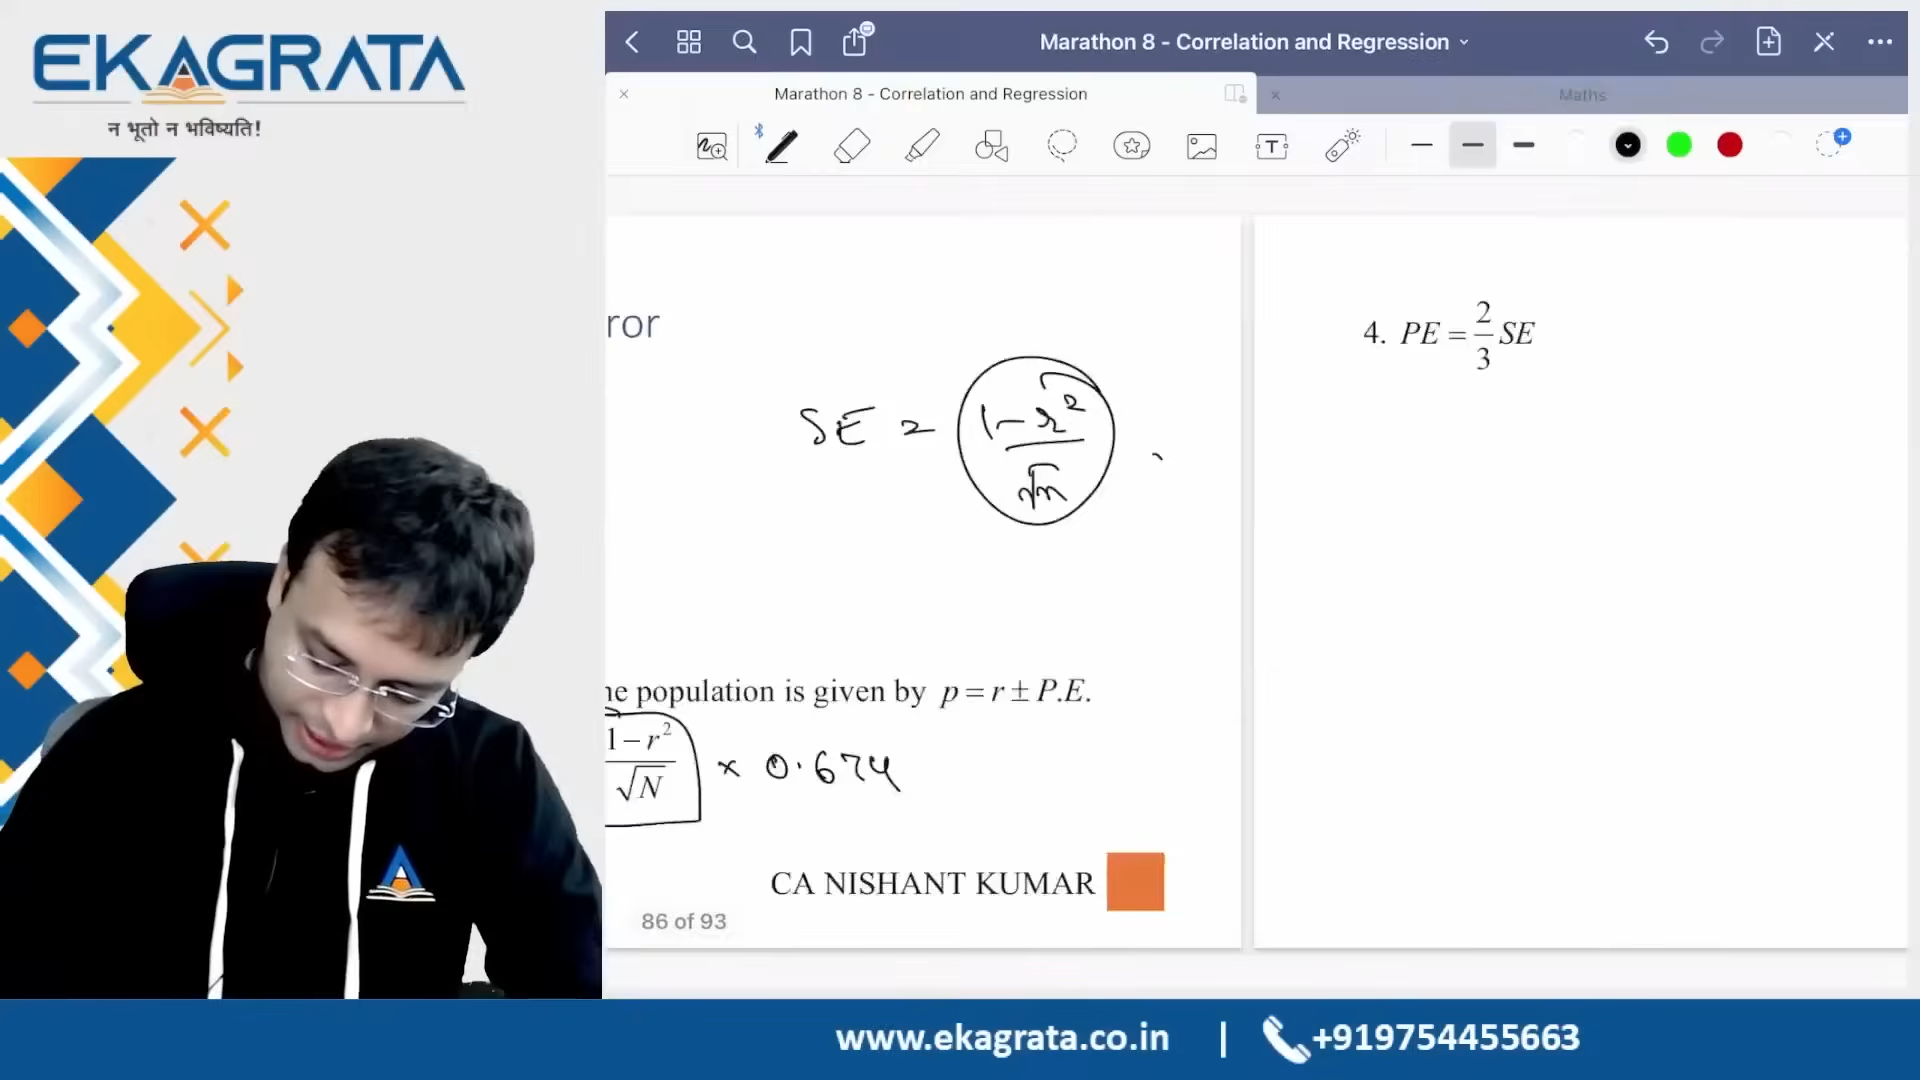 EKAGRATA
न भूतो न भविष्यति!
Marathon 8 - Correlation and Regression
Marathon 8 - Correlation and Regression
Maths
T
ror
SE = 1-r²/√n
4. PE = 2/3 SE
he population is given by p = r ± P.E.
1-r²/√N × 0.674
CA NISHANT KUMAR
86 of 93
www.ekagrata.co.in | +919754455663